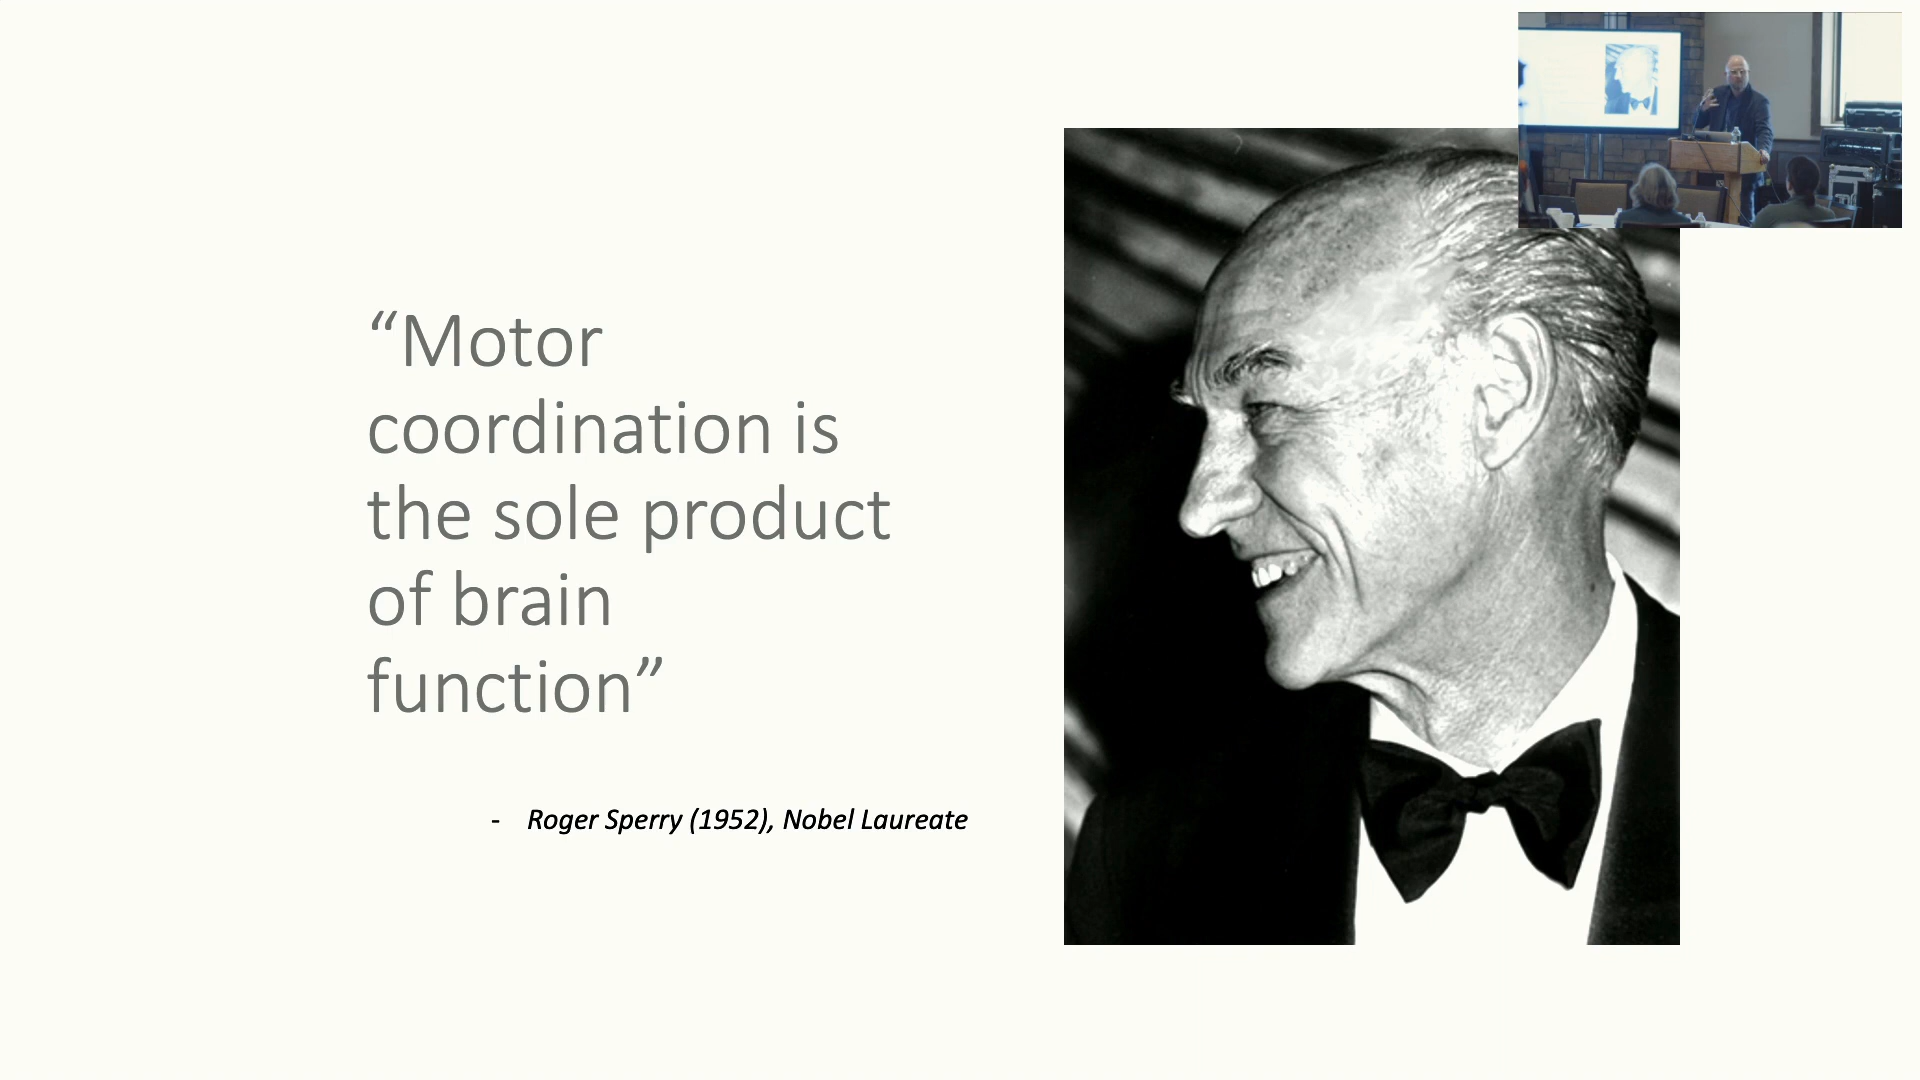 “Motor
coordination is
the sole product
of brain
function”
- Roger Sperry (1952), Nobel Laureate